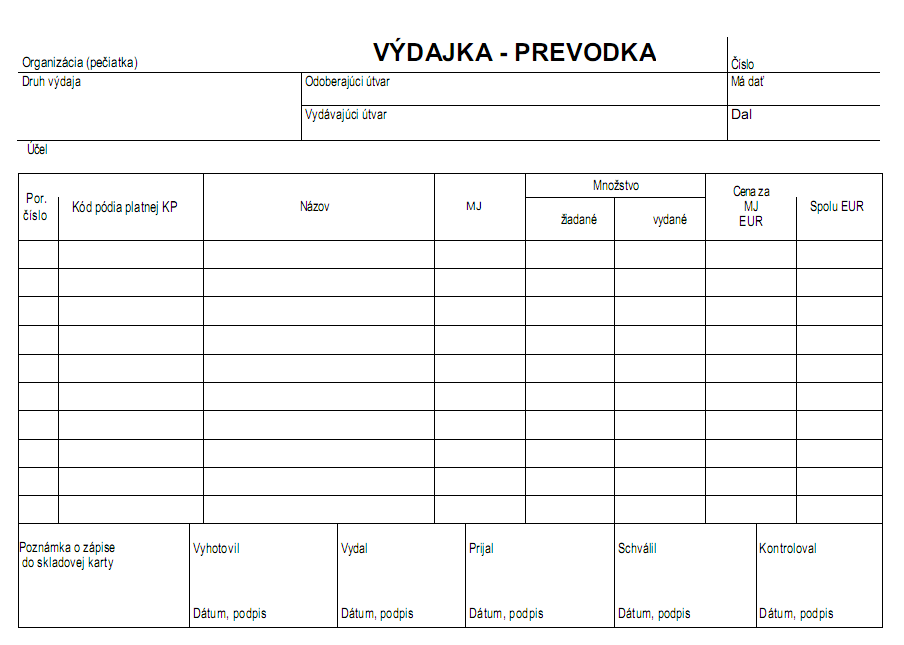 VÝDAJKA - PREVODKA
Organizácia (pečiatka)
Číslo
Druh výdaja
Odoberajúci útvar
Má dať
Vydávajúci útvar
Dal
Účel
Por.
číslo
Kód pódia platnej KP
Názov
MJ
Množstvo
žiadané
vydané
Cena za
MJ
EUR
Spolu EUR
Poznámka o zápise
do skladovej karty
Vyhotovil
Vydal
Prijal
Schválil
Kontroloval
Dátum, podpis
Dátum, podpis
Dátum, podpis
Dátum, podpis
Dátum, podpis